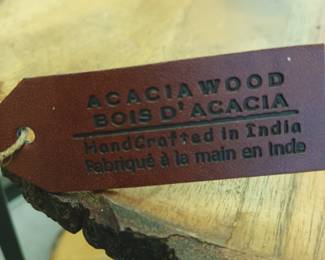 ACACIA WOOD
BOIS D'ACACIA
HandCrafted in India
Fabriqué à la main en Inde